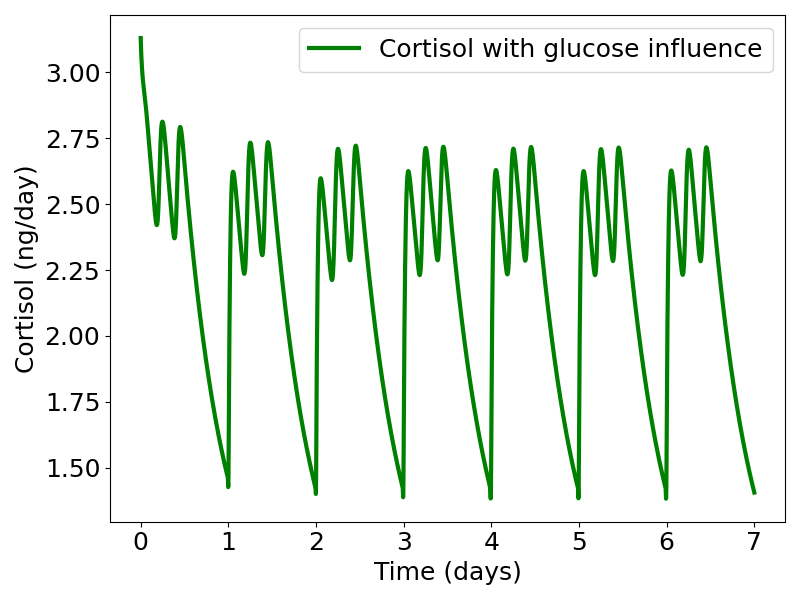 Cortisol with glucose influence
Cortisol (ng/day)
3.00
2.75
2.50
2.25
2.00
1.75
1.50
0 1 2 3 4 5 6 7
Time (days)